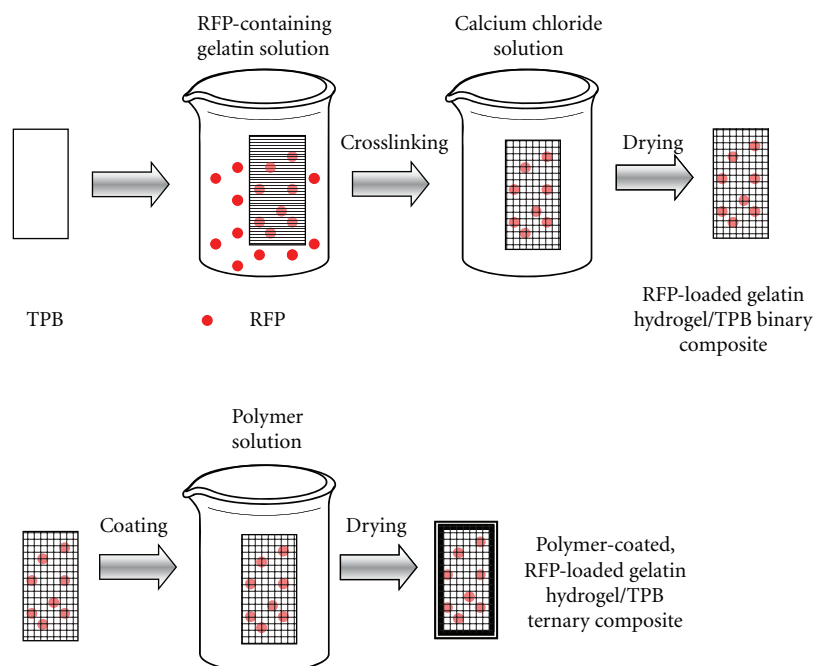 RFP-containing
gelatin solution
Calcium chloride
solution
Crosslinking
Drying
TPB
RFP
RFP-loaded gelatin
hydrogel/TPB binary
composite
Polymer
solution
Coating
Drying
Polymer-coated,
RFP-loaded gelatin
hydrogel/TPB
ternary composite